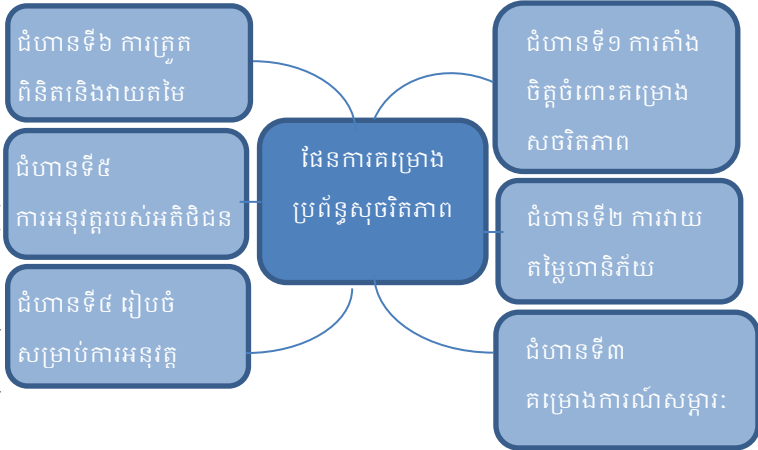 ផែនការគម្រោង
ប្រព័ន្ធសុចរិតភាព
ជំហានទី១ ការតាំង
ចិត្តចំពោះគម្រោង
សចរិតភាព
ជំហានទី២ ការវាយ
តម្លៃហានិភ័យ
ជំហានទី៣
គម្រោងការណ៍សម្ភារៈ
ជំហានទី៤ រៀបចំ
សម្រាប់ការអនុវត្ត
ជំហានទី៥
ការអនុវត្តរបស់អតិថិជន
ជំហានទី៦ ការត្រួត
ពិនិត្យនិងវាយតមៃ